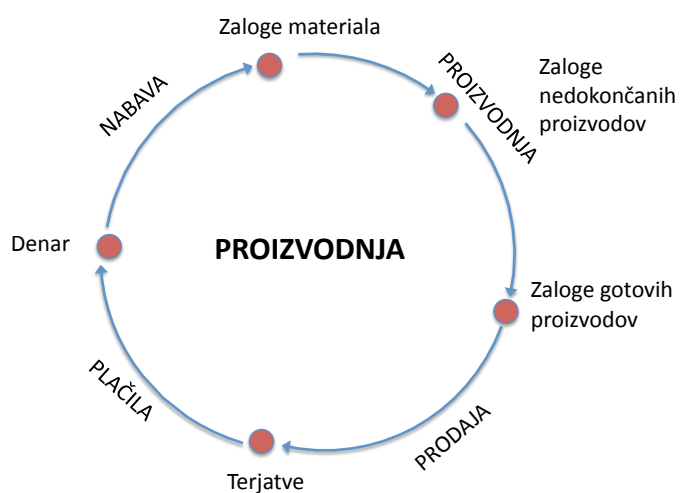 Zaloge materiala
PROIZVODNJA
Zaloge
nedokončanih
proizvodov
NABAVA
Denar
PROIZVODNJA
Zaloge gotovih
proizvodov
PLAČILA
PRODAJA
Terjatve